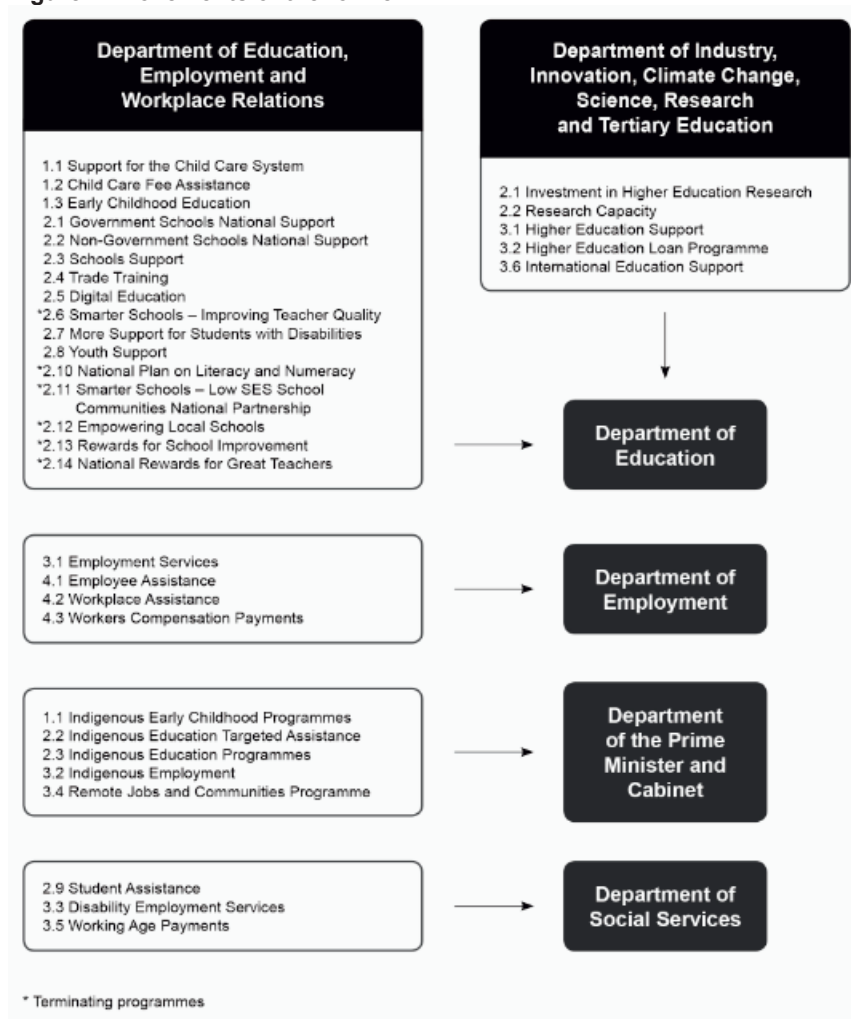 Department of Education,
Employment and
Workplace Relations
1.1 Support for the Child Care System
1.2 Child Care Fee Assistance
1.3 Early Childhood Education
2.1 Government Schools National Support
2.2 Non-Government Schools National Support
2.3 Schools Support
2.4 Trade Training
2.5 Digital Education
*2.6 Smarter Schools – Improving Teacher Quality
2.7 More Support for Students with Disabilities
2.8 Youth Support
*2.10 National Plan on Literacy and Numeracy
*2.11 Smarter Schools – Low SES School
Communities National Partnership
*2.12 Empowering Local Schools
*2.13 Rewards for School Improvement
*2.14 National Rewards for Great Teachers
Department of Industry,
Innovation, Climate Change,
Science, Research
and Tertiary Education
2.1 Investment in Higher Education Research
2.2 Research Capacity
3.1 Higher Education Support
3.2 Higher Education Loan Programme
3.6 International Education Support
Department of
Education
3.1 Employment Services
4.1 Employee Assistance
4.2 Workplace Assistance
4.3 Workers Compensation Payments
Department of
Employment
1.1 Indigenous Early Childhood Programmes
2.2 Indigenous Education Targeted Assistance
2.3 Indigenous Education Programmes
3.2 Indigenous Employment
3.4 Remote Jobs and Communities Programme
Department
of the Prime
Minister and
Cabinet
2.9 Student Assistance
3.3 Disability Employment Services
3.5 Working Age Payments
Department of
Social Services
* Terminating programmes